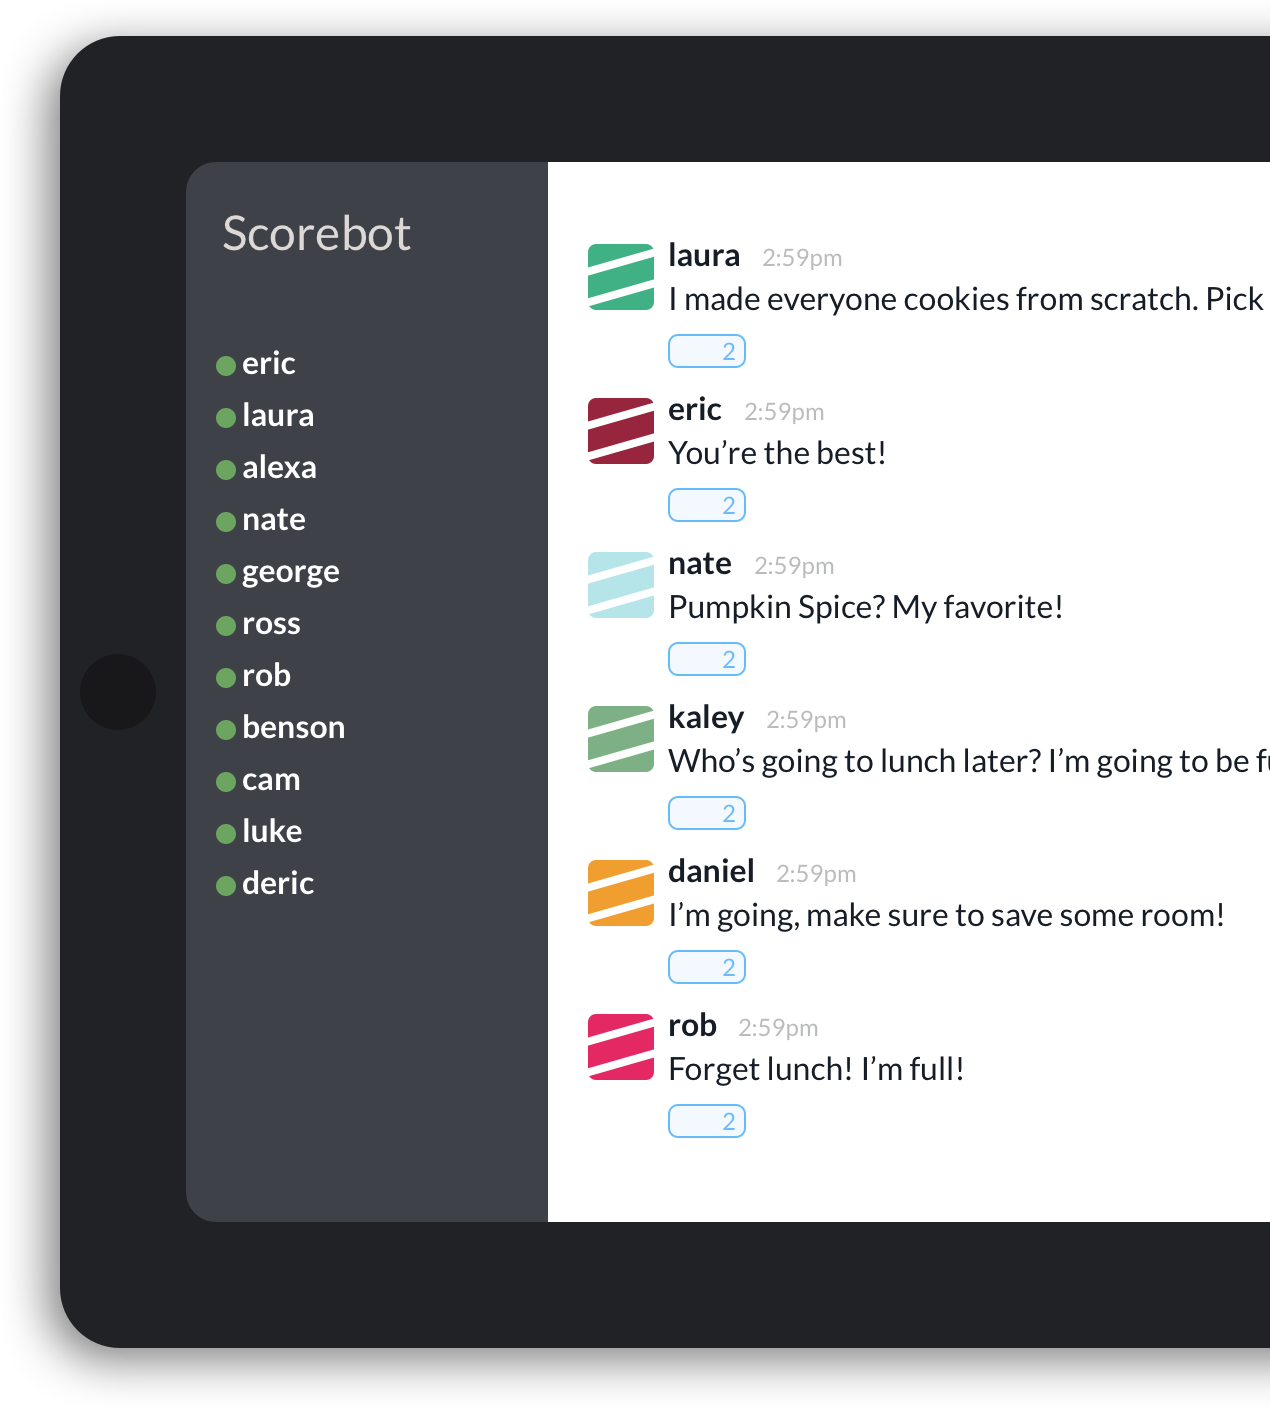 Scorebot
eric
laura
alexa
nate
george
ross
rob
benson
cam
luke
deric
laura 2:59pm
I made everyone cookies from scratch. Pick
2
eric 2:59pm
You’re the best!
2
nate 2:59pm
Pumpkin Spice? My favorite!
2
kaley 2:59pm
Who’s going to lunch later? I’m going to be
2
daniel 2:59pm
I’m going, make sure to save some room!
2
rob 2:59pm
Forget lunch! I’m full!
2